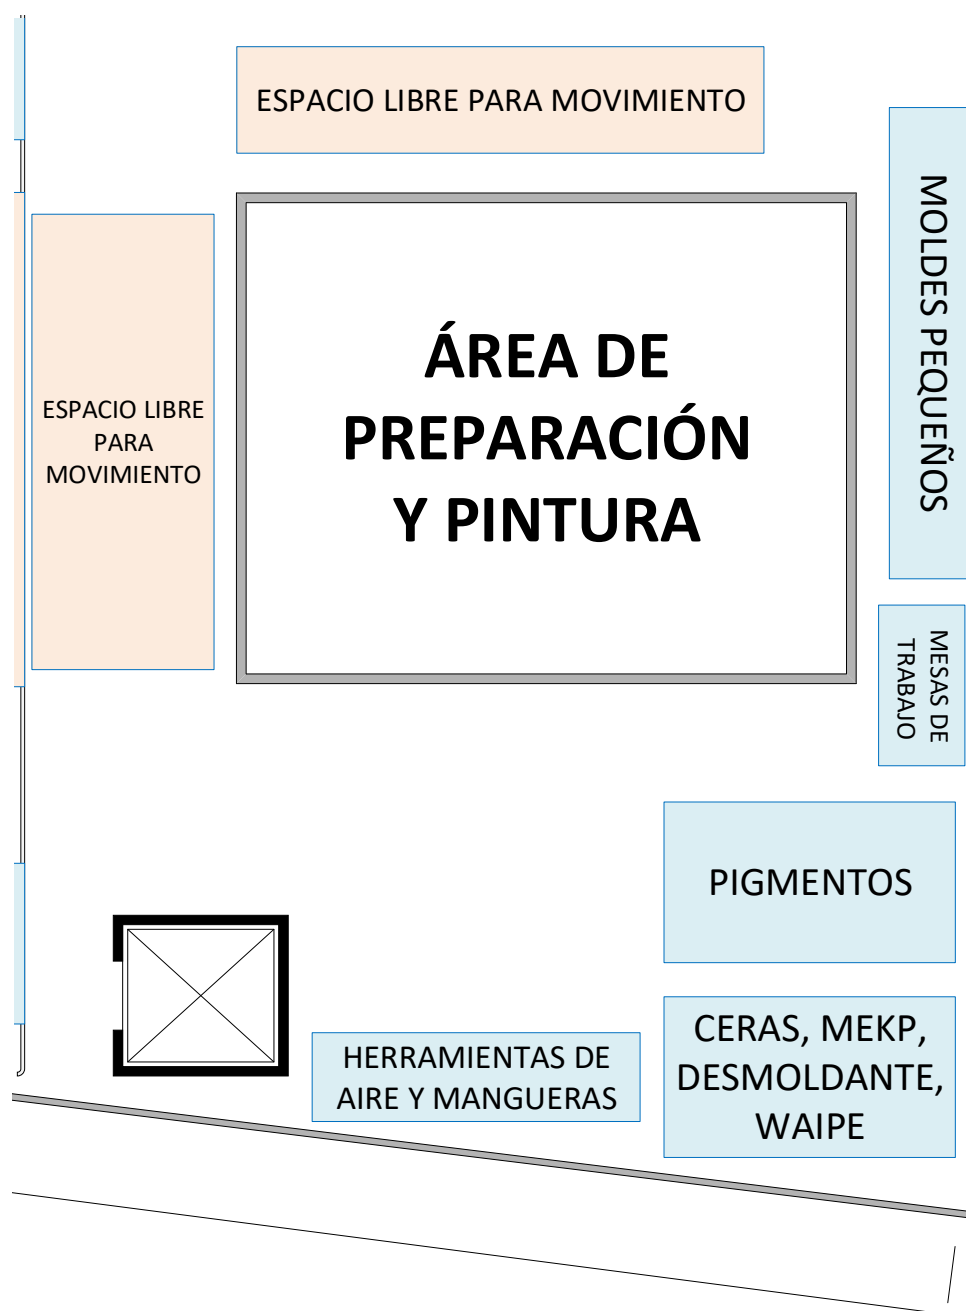 ESPACIO LIBRE PARA MOVIMIENTO
MOLDES PEQUEÑOS
ESPACIO LIBRE
PARA
MOVIMIENTO
ÁREA DE
PREPARACIÓN
Y PINTURA
MESAS DE
TRABAJO
PIGMENTOS
HERRAMIENTAS DE
AIRE Y MANGUERAS
CERAS, MEKP,
DESMOLDANTE,
WAIPE